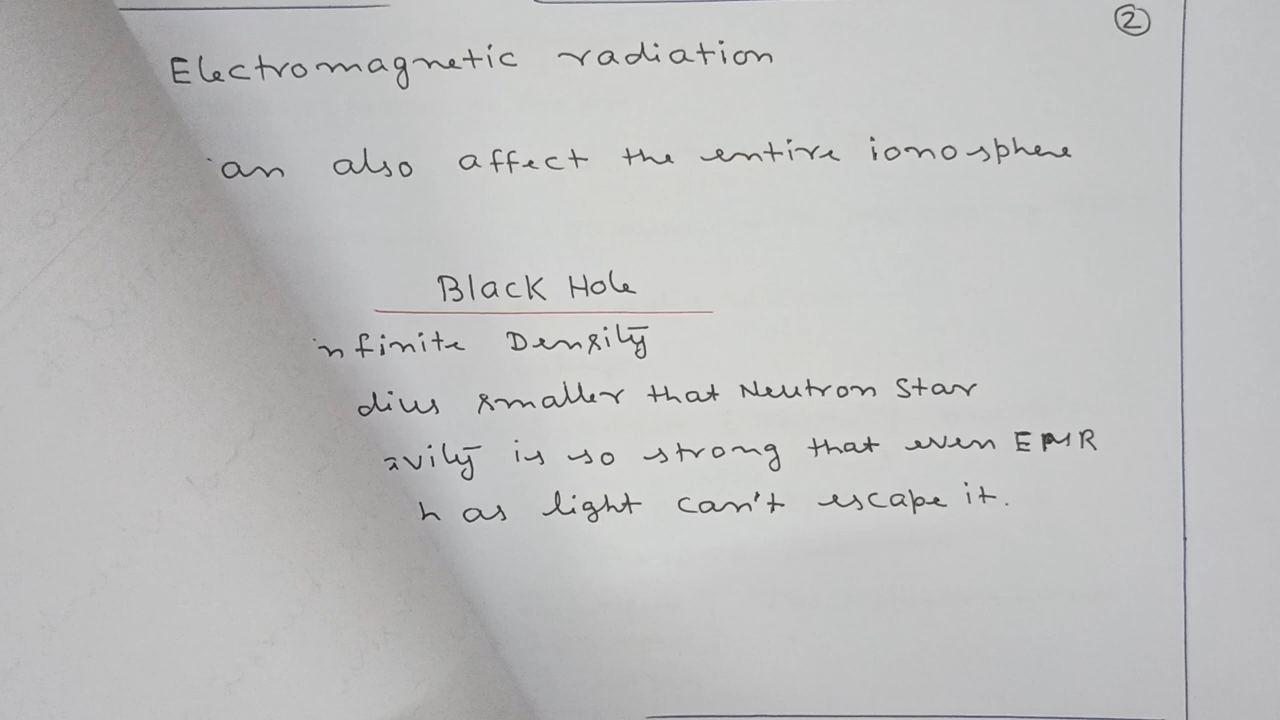 ②
Electromagnetic radiation
an also affect the entire ionosphere
Black Hole
nfinite Density
dius smaller that Neutron Star
avity is so strong that even EMR
h as light can't escape it.